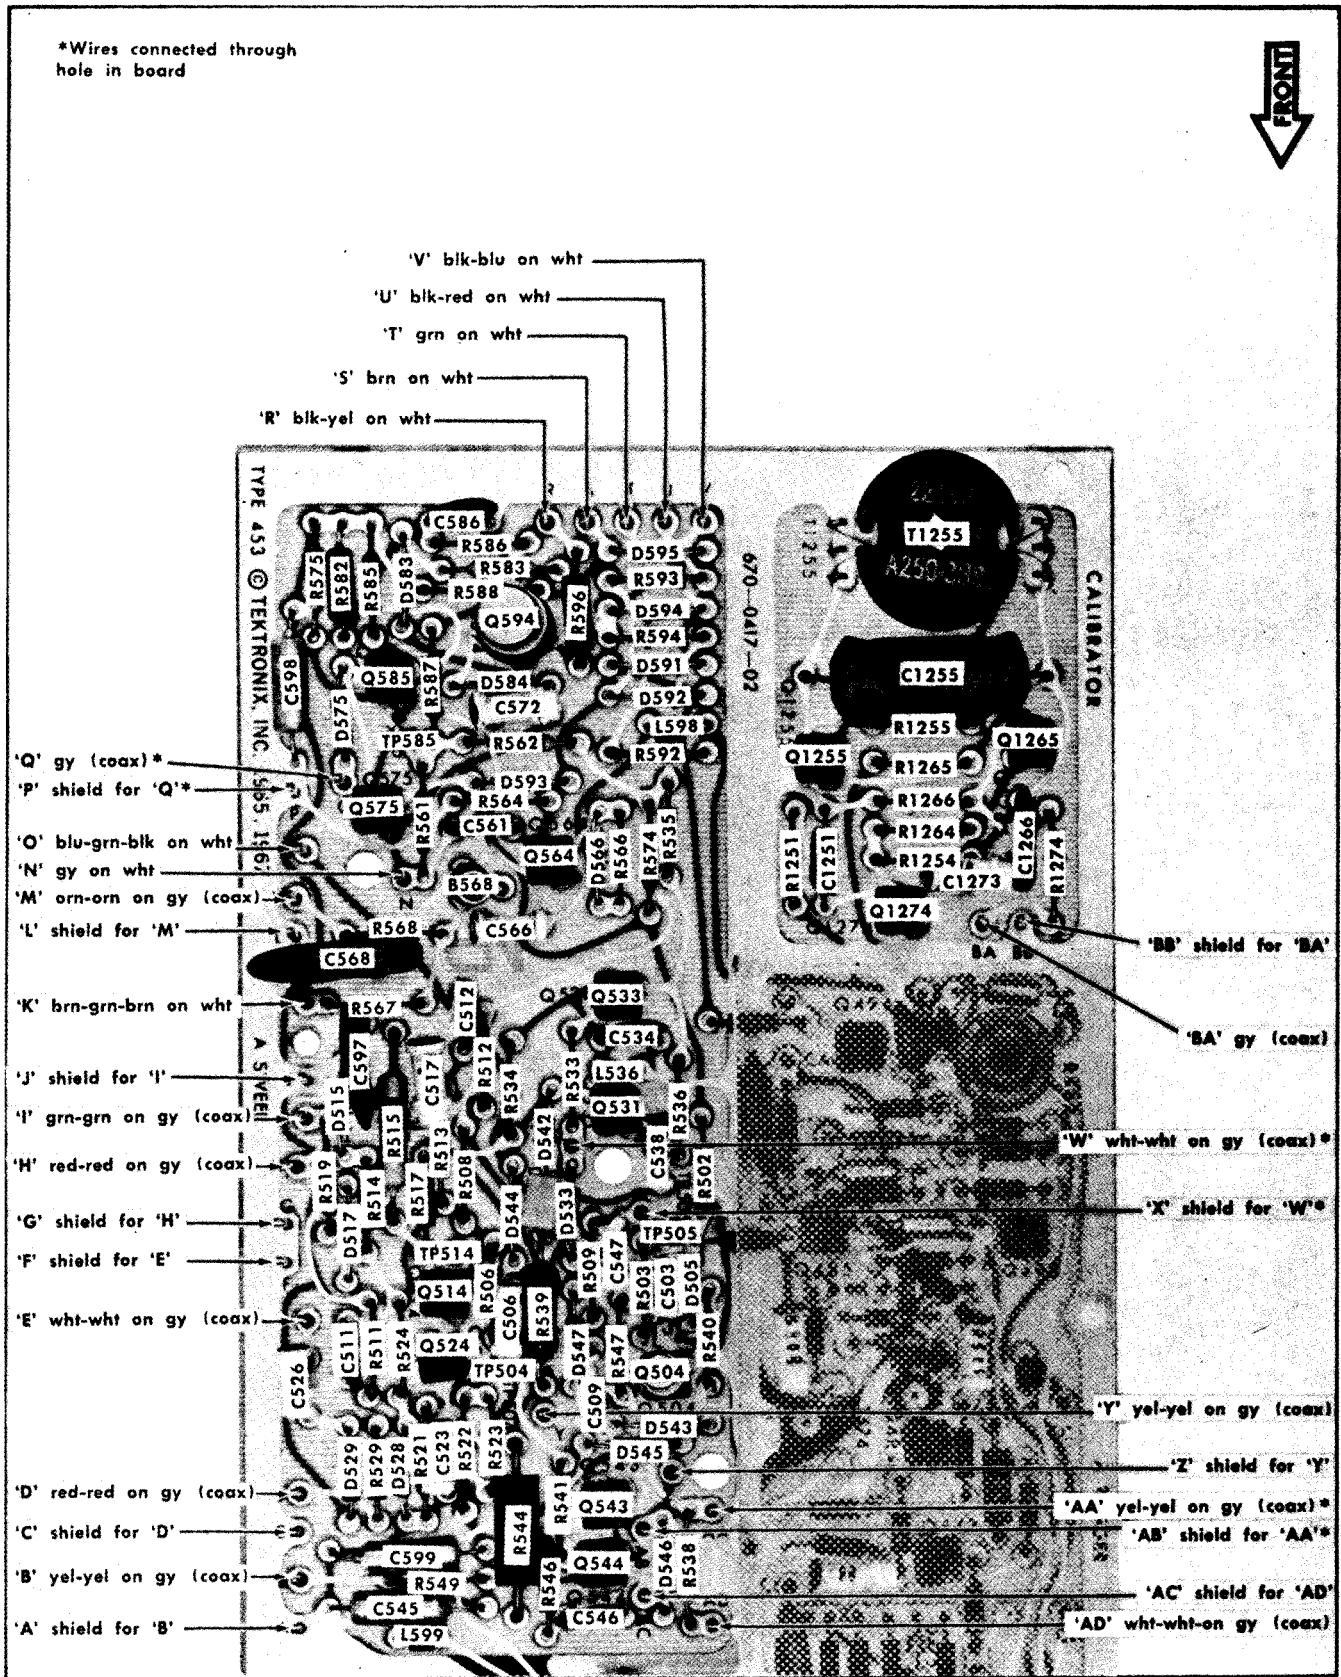 *Wires connected through
hole in board
FRONT
'V' blk-blu on wht
'U' blk-red on wht
'T' grn on wht
'S' brn on wht
'R' blk-yel on wht
TYPE 453 © TEKTRONIX, INC.
670-0417-02
CALIBRATOR
C586
R586
R583
R588
Q594
R575
R582
R585
D583
R596
D595
R593
D594
R594
D591
D592
L598
R592
T1255
T1255
A250
C1255
R1255
Q1255
Q1265
R1265
R1266
R1264
R1254
C1273
Q1274
R1251
C1251
C1266
R1274
BA
C598
D575
Q585
R587
D584
C572
TP585
R562
'Q' gy (coax)*
'P' shield for 'Q'*
Q575
Q575
D593
R564
R561
C561
Q564
D566
R566
R574
R535
'O' blu-grn-blk on wht
'N' gy on wht
B568
'M' orn-orn on gy (coax)
'L' shield for 'M'
R568
C566
C568
'BB' shield for 'BA'
'BA' gy (coax)
'K' brn-grn-brn on wht
R567
C512
Q533
C534
L536
Q531
C597
C517
R512
R534
R533
R536
'J' shield for 'I'
'I' grn-grn on gy (coax)
D515
R515
R513
D542
C538
R502
'W' wht-wht on gy (coax)*
'H' red-red on gy (coax)
R519
R514
R517
R508
D544
D533
'X' shield for 'W'*
'G' shield for 'H'
D517
TP514
TP505
'F' shield for 'E'
Q514
R506
C506
R539
R509
C547
R503
C503
D505
'E' wht-wht on gy (coax)
C511
R511
R524
Q524
TP504
D547
R547
Q504
R540
C526
C509
'Y' yel-yel on gy (coax)
D543
D545
D529
R529
D528
R521
C523
R522
R523
'Z' shield for 'Y'
'D' red-red on gy (coax)
R541
Q543
'AA' yel-yel on gy (coax)*
'C' shield for 'D'
R544
'AB' shield for 'AA'*
C599
Q544
D546
R538
'B' yel-yel on gy (coax)
R549
R546
'AC' shield for 'AD'
C545
C546
'A' shield for 'B'
L599
'AD' wht-wht-on gy (coax)